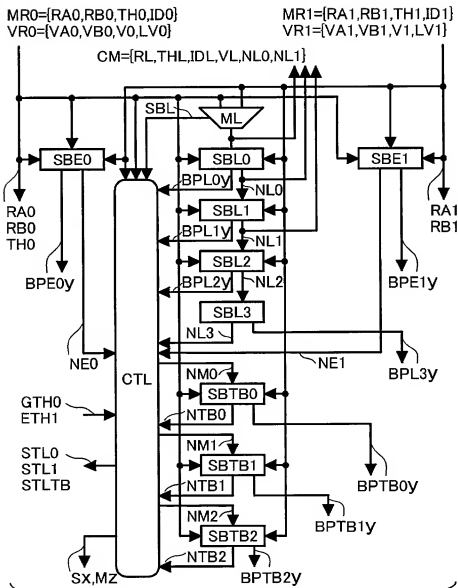 MR0={RA0,RB0,TH0,ID0}
VR0={VA0,VB0,V0,LV0}
MR1={RA1,RB1,TH1,ID1}
VR1={VA1,VB1,V1,LV1}
CM={RL,THL,IDL,VL,NL0,NL1}
SBL
ML
SBE0
SBL0
SBE1
BPL0y
NL0
RA0
RB0
TH0
SBL1
RA1
RB1
BPL1y
NL1
BPE0y
SBL2
BPE1y
BPL2y
NL2
SBL3
NL3
NE0
NE1
BPL3y
CTL
NM0
GTH0
ETH1
SBTB0
NTB0
NM1
STL0
STL1
STLTB
SBTB1
BPTB0y
NTB1
NM2
BPTB1y
SBTB2
NTB2
BPTB2y
Sx,Mz